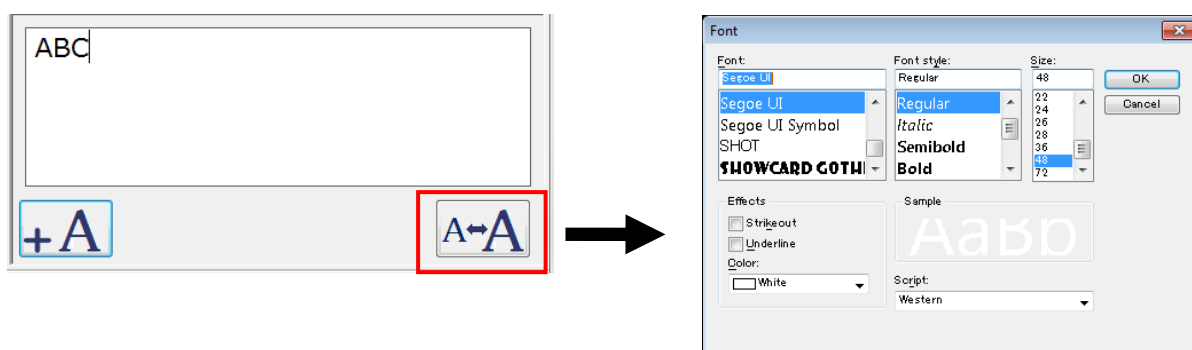 ABC
+A
A↔A
Font
Font:
Segoe UI
Segoe UI
Segoe UI Symbol
SHOT
SHOWCARD GOTHI
Font style:
Regular
Regular
Italic
Semibold
Bold
Size:
48
22
24
26
28
36
48
72
OK
Cancel
Effects
Strikeout
Underline
Color:
White
Sample
AaBb
Script:
Western